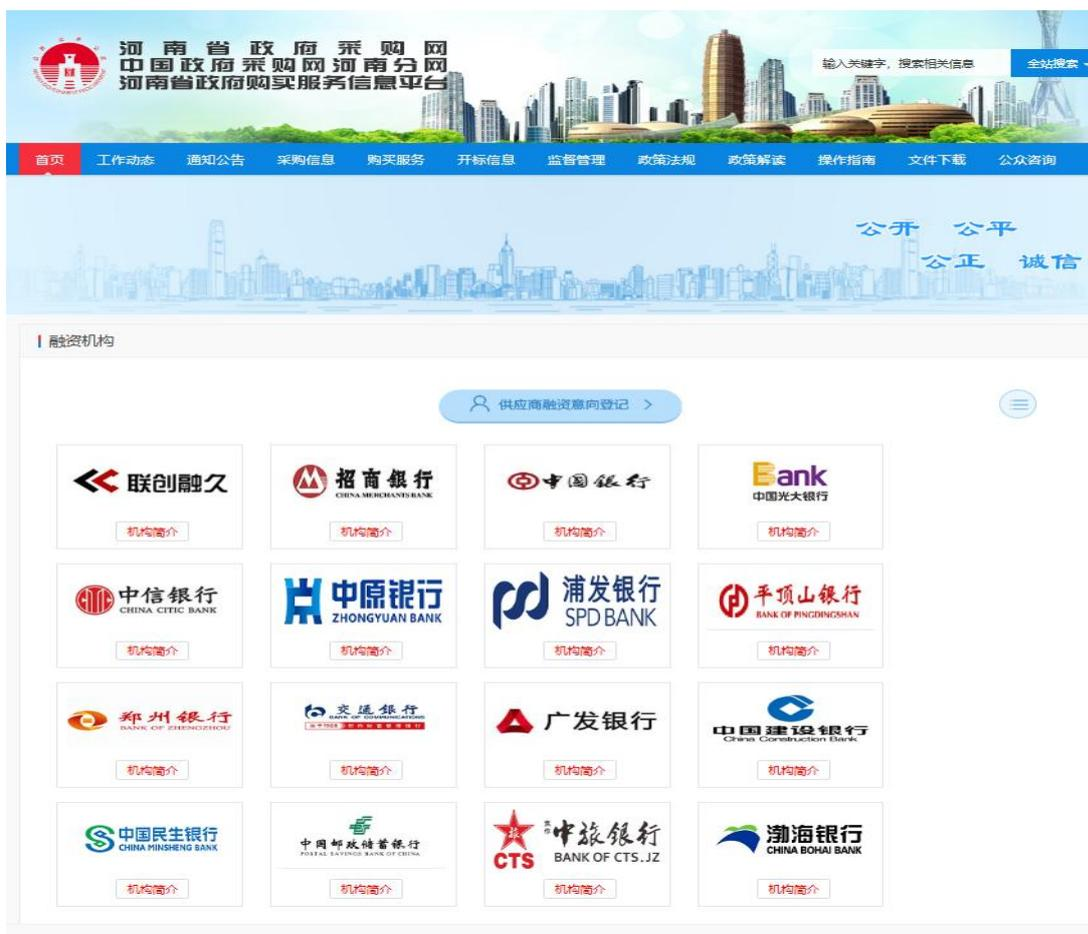 河南省政府采购网
中国政府采购网河南分网
河南省政府购买服务信息平台
输入关键字，搜索相关信息
全站搜索
首页 工作动态 通知公告 采购信息 购买服务 开标信息 监督管理 政策法规 政策解读 操作指南 文件下载 公众咨询
公开 公平
公正 诚信
融资机构
供应商融资意向登记 >
联创融久
机构简介
招商银行
CHINA MERCHANTS BANK
机构简介
中国银行
机构简介
Bank
中国光大银行
机构简介
中信银行
CHINA CITIC BANK
机构简介
中原银行
ZHONGYUAN BANK
机构简介
浦发银行
SPD BANK
机构简介
平顶山银行
BANK OF PINGDINGSHAN
机构简介
郑州银行
BANK OF ZHENGZHOU
机构简介
交通银行
BANK OF COMMUNICATIONS
机构简介
广发银行
机构简介
中国建设银行
China Construction Bank
机构简介
中国民生银行
CHINA MINSHENG BANK
机构简介
中国邮政储蓄银行
POSTAL SAVINGS BANK OF CHINA
机构简介
旅
CTS
焦作
中旅银行
BANK OF CTS.JZ
机构简介
渤海银行
CHINA BOHAI BANK
机构简介